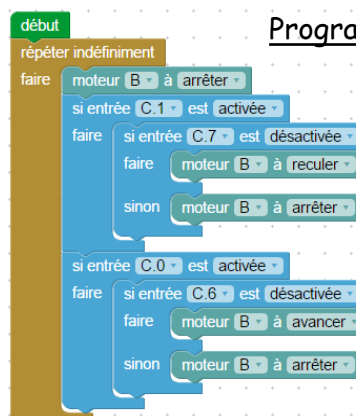 début
Progra
répéter indéfiniment
faire moteur B à arrêter
si entrée C.1 est activée
faire si entrée C.7 est désactivée
faire moteur B à reculer
sinon moteur B à arrêter
si entrée C.0 est activée
faire si entrée C.6 est désactivée
faire moteur B à avancer
sinon moteur B à arrêter